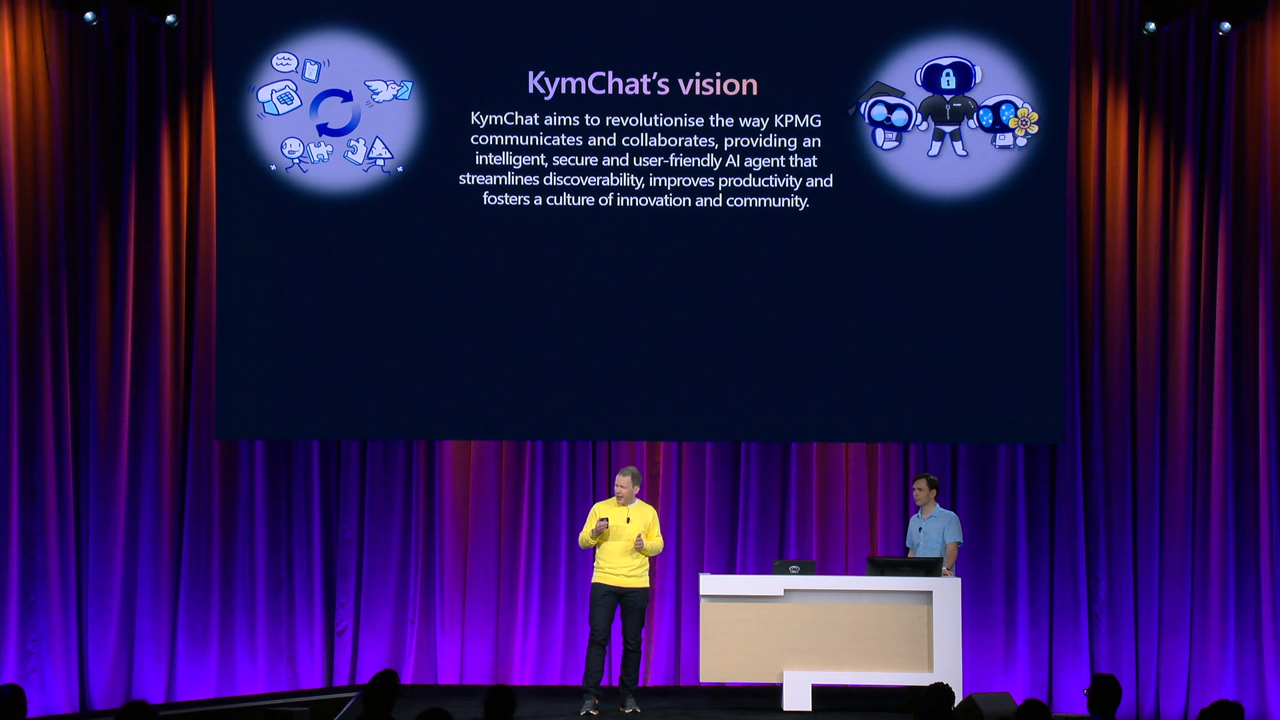 KymChat's vision
KymChat aims to revolutionise the way KPMG
communicates and collaborates, providing an
intelligent, secure and user-friendly AI agent that
streamlines discoverability, improves productivity and
fosters a culture of innovation and community.